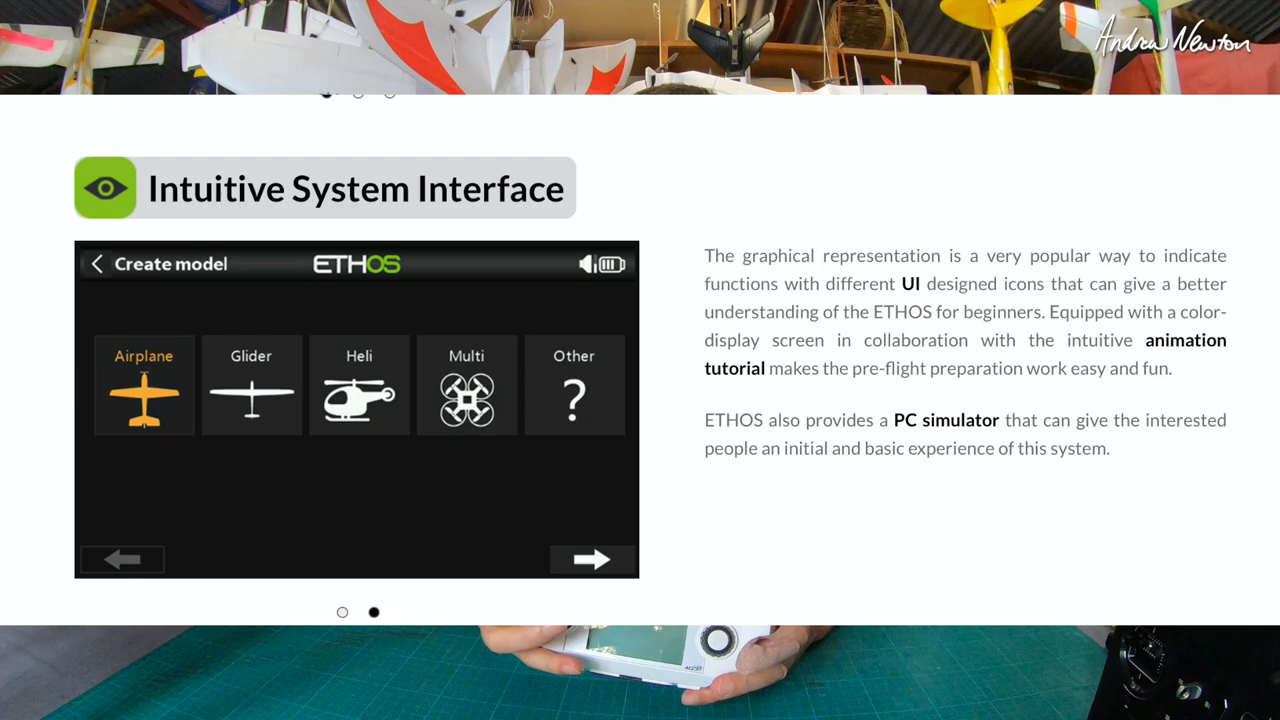 Andrew Newton
Intuitive System Interface
Create model
ETHOS
Airplane
Glider
Heli
Multi
Other
?
The graphical representation is a very popular way to indicate
functions with different UI designed icons that can give a better
understanding of the ETHOS for beginners. Equipped with a color-
display screen in collaboration with the intuitive animation
tutorial makes the pre-flight preparation work easy and fun.
ETHOS also provides a PC simulator that can give the interested
people an initial and basic experience of this system.